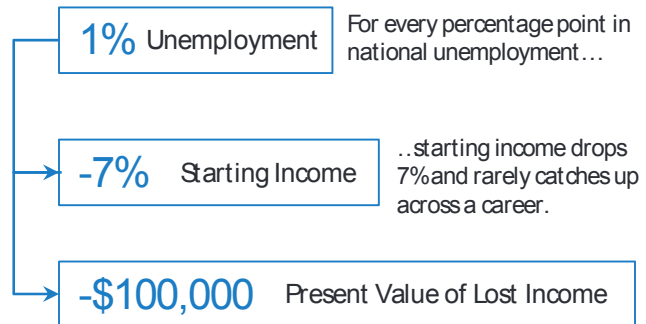 1% Unemployment
For every percentage point in
national unemployment…
-7% Starting Income
…starting income drops
7% and rarely catches up
across a career.
-$100,000 Present Value of Lost Income